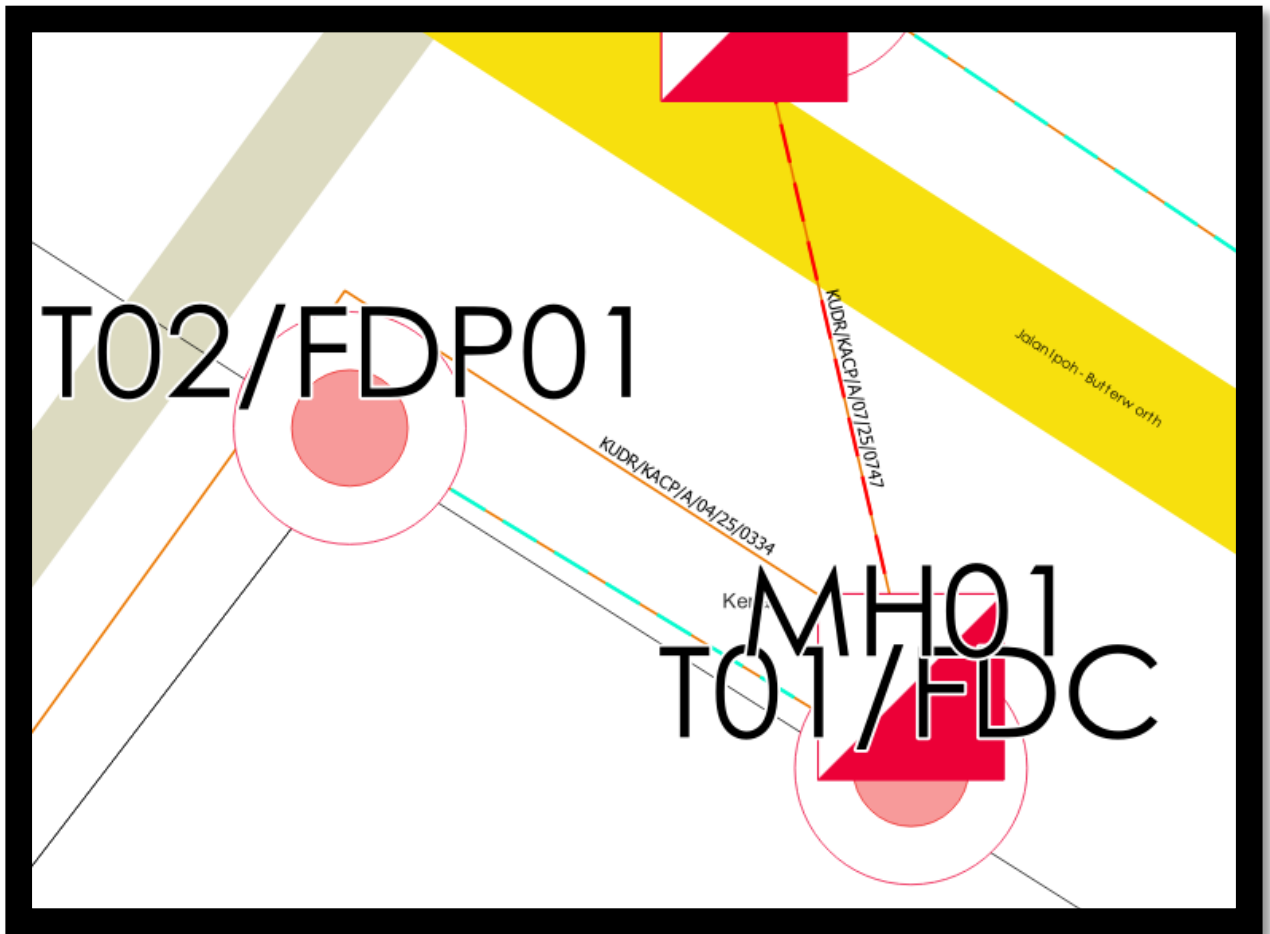 T02/FDP01
KUDR/KACP/A/07/25/0747
Jalan Ipoh - Butterworth
KUDR/KACP/A/04/25/0334
MH01
T01/FDC